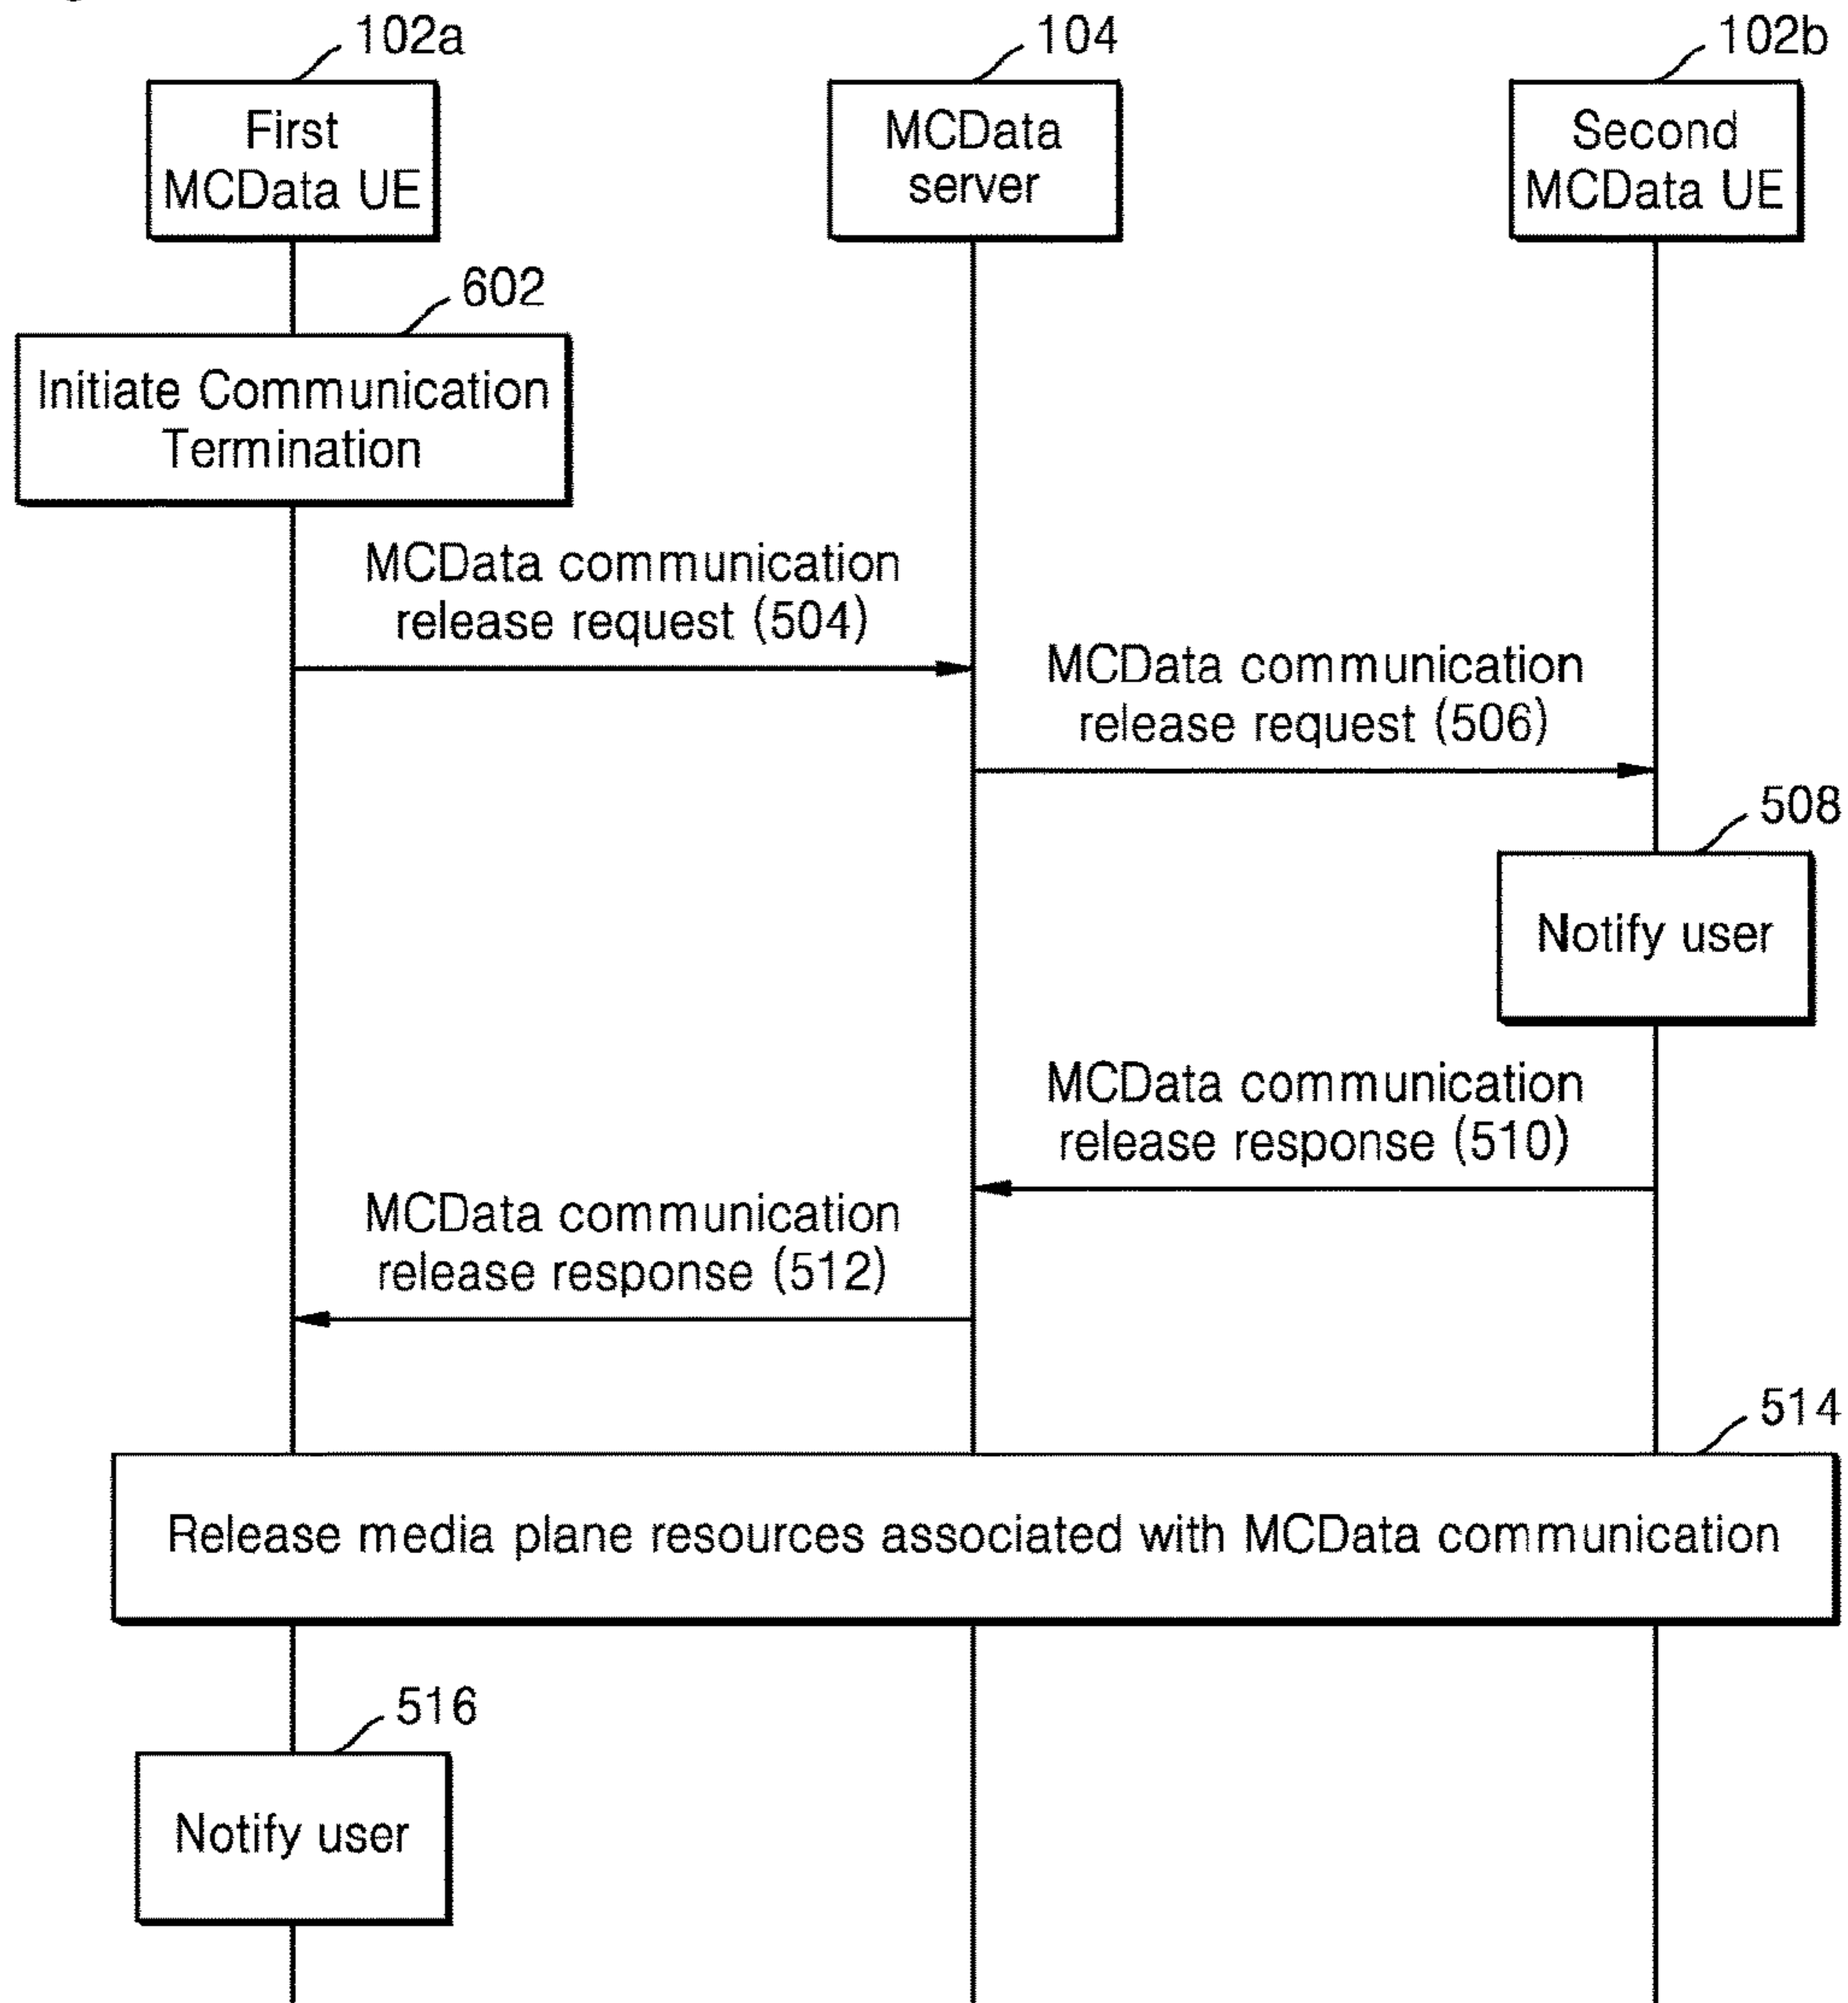 102a
104
102b
First
MCData UE
MCData
server
Second
MCData UE
602
Initiate Communication
Termination
MCData communication
release request (504)
MCData communication
release request (506)
508
Notify user
MCData communication
release response (510)
MCData communication
release response (512)
514
Release media plane resources associated with MCData communication
516
Notify user